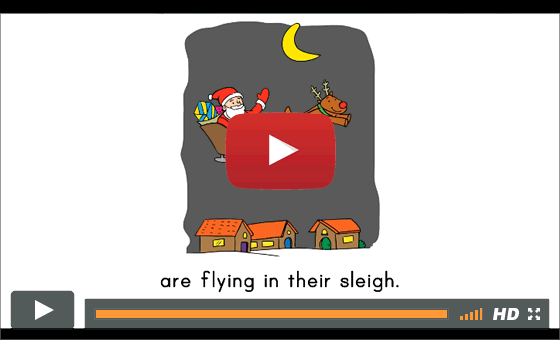 are flying in their sleigh.
HD